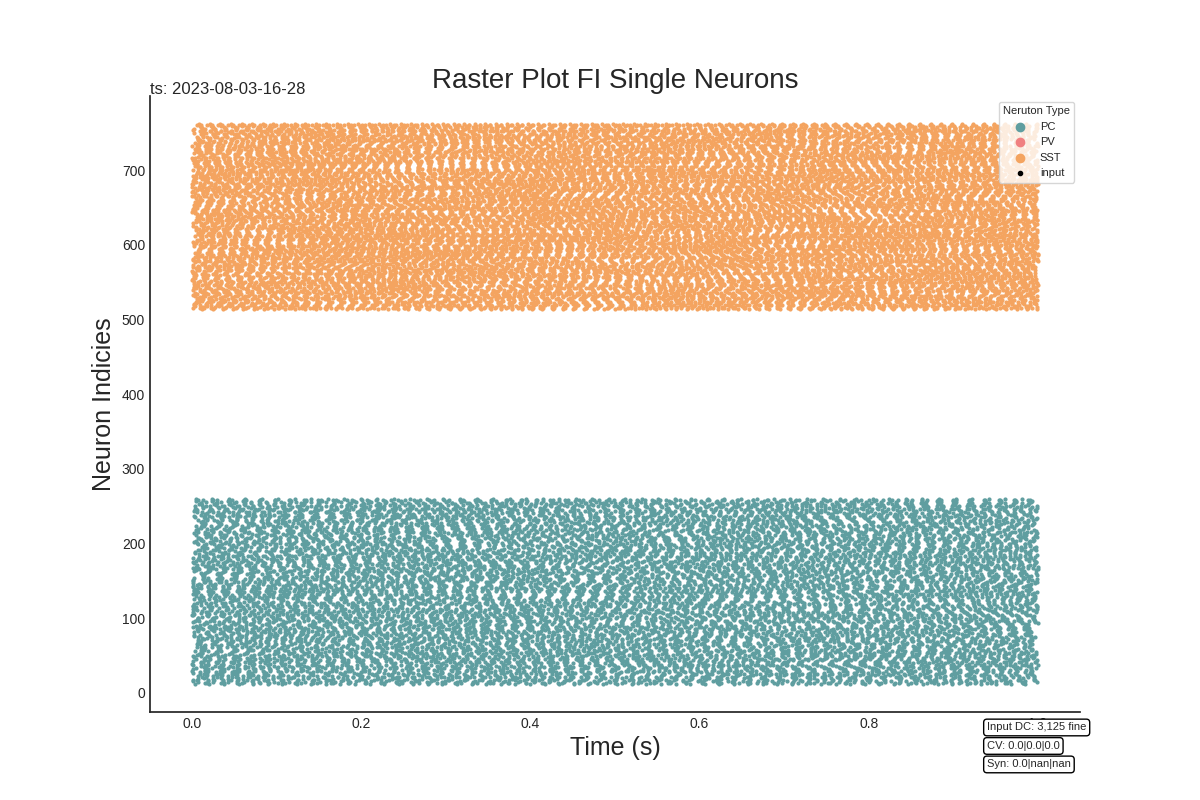 Raster Plot FI Single Neurons
ts: 2023-08-03-16-28
Neruton Type
PC
PV
SST
input
Neuron Indicies
700
600
500
400
300
200
100
0
0.0 0.2 0.4 0.6 0.8
Time (s)
Input DC: 3,125 fine
CV: 0.0|0.0|0.0
Syn: 0.0|nan|nan